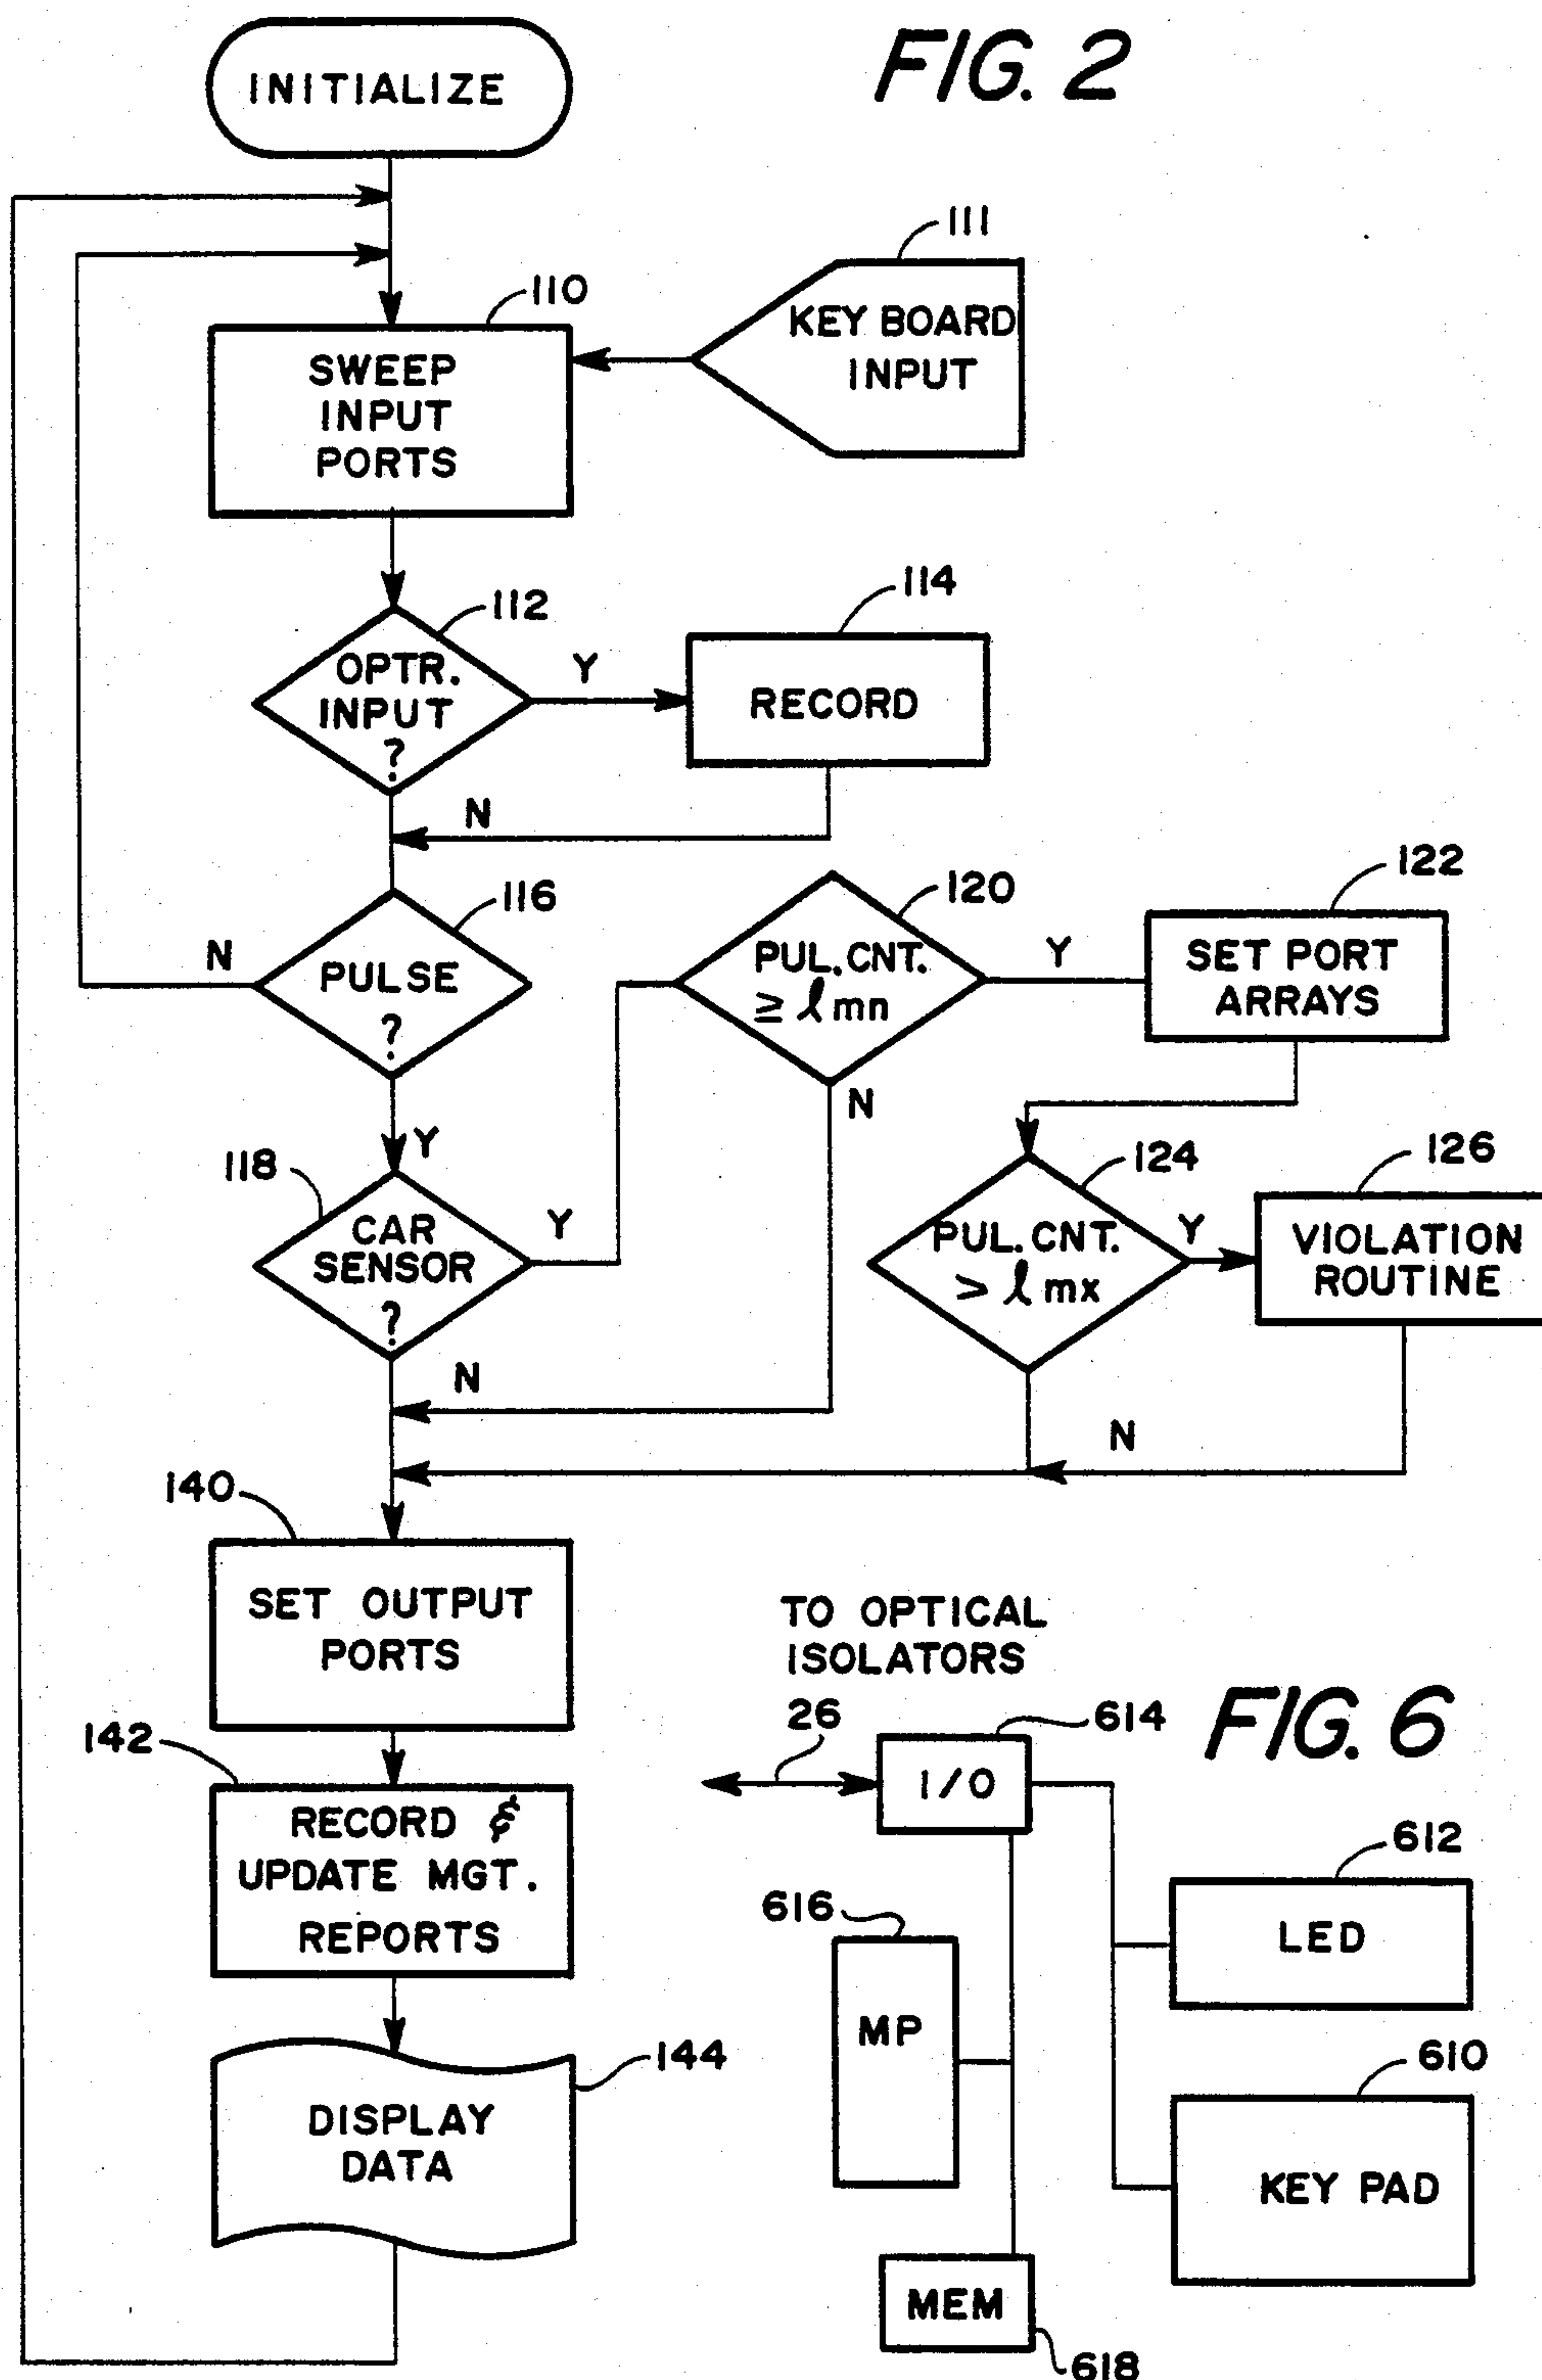 FIG. 2
INITIALIZE
111
KEY BOARD
INPUT
110
SWEEP
INPUT
PORTS
112
OPTR.
INPUT
?
Y
114
RECORD
N
116
PULSE
?
N
Y
120
PUL. CNT.
≥ ℓ mn
Y
N
122
SET PORT
ARRAYS
118
CAR
SENSOR
?
Y
N
124
PUL. CNT.
> ℓ mx
Y
N
126
VIOLATION
ROUTINE
140
SET OUTPUT
PORTS
142
RECORD &
UPDATE MGT.
REPORTS
144
DISPLAY
DATA
FIG. 6
TO OPTICAL
ISOLATORS
26
614
I/O
612
LED
616
MP
610
KEY PAD
MEM
618